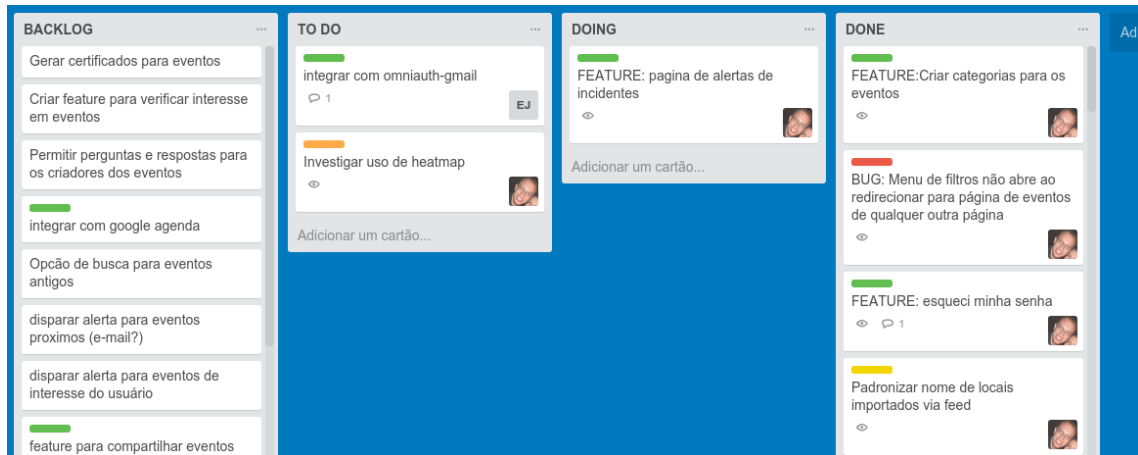 BACKLOG
Gerar certificados para eventos
Criar feature para verificar interesse
em eventos
Permitir perguntas e respostas para
os criadores dos eventos
integrar com google agenda
Opcão de busca para eventos
antigos
disparar alerta para eventos
proximos (e-mail?)
disparar alerta para eventos de
interesse do usuário
feature para compartilhar eventos
TO DO
integrar com omniauth-gmail
1
EJ
Investigar uso de heatmap
Adicionar um cartão...
DOING
FEATURE: pagina de alertas de
incidentes
Adicionar um cartão...
DONE
FEATURE:Criar categorias para os
eventos
BUG: Menu de filtros não abre ao
redirecionar para página de eventos
de qualquer outra página
FEATURE: esqueci minha senha
1
Padronizar nome de locais
importados via feed
Ad